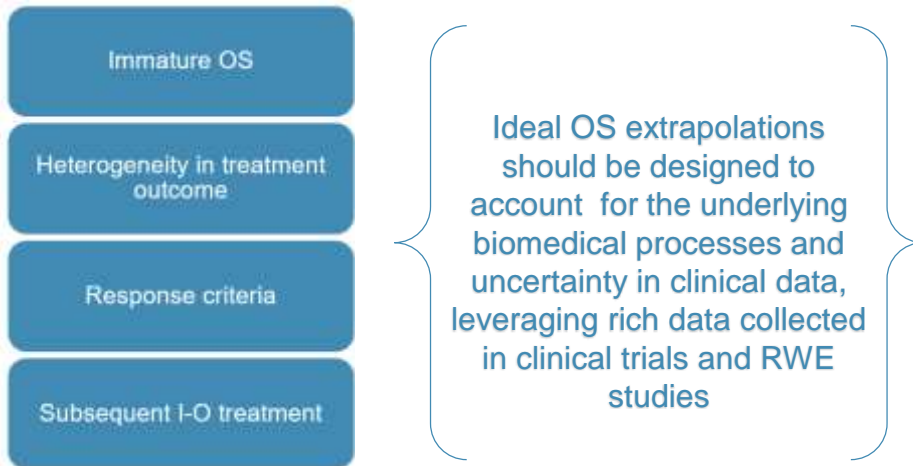 Immature OS
Heterogeneity in treatment
outcome
Response criteria
Subsequent I-O treatment
Ideal OS extrapolations
should be designed to
account for the underlying
biomedical processes and
uncertainty in clinical data,
leveraging rich data collected
in clinical trials and RWE
studies